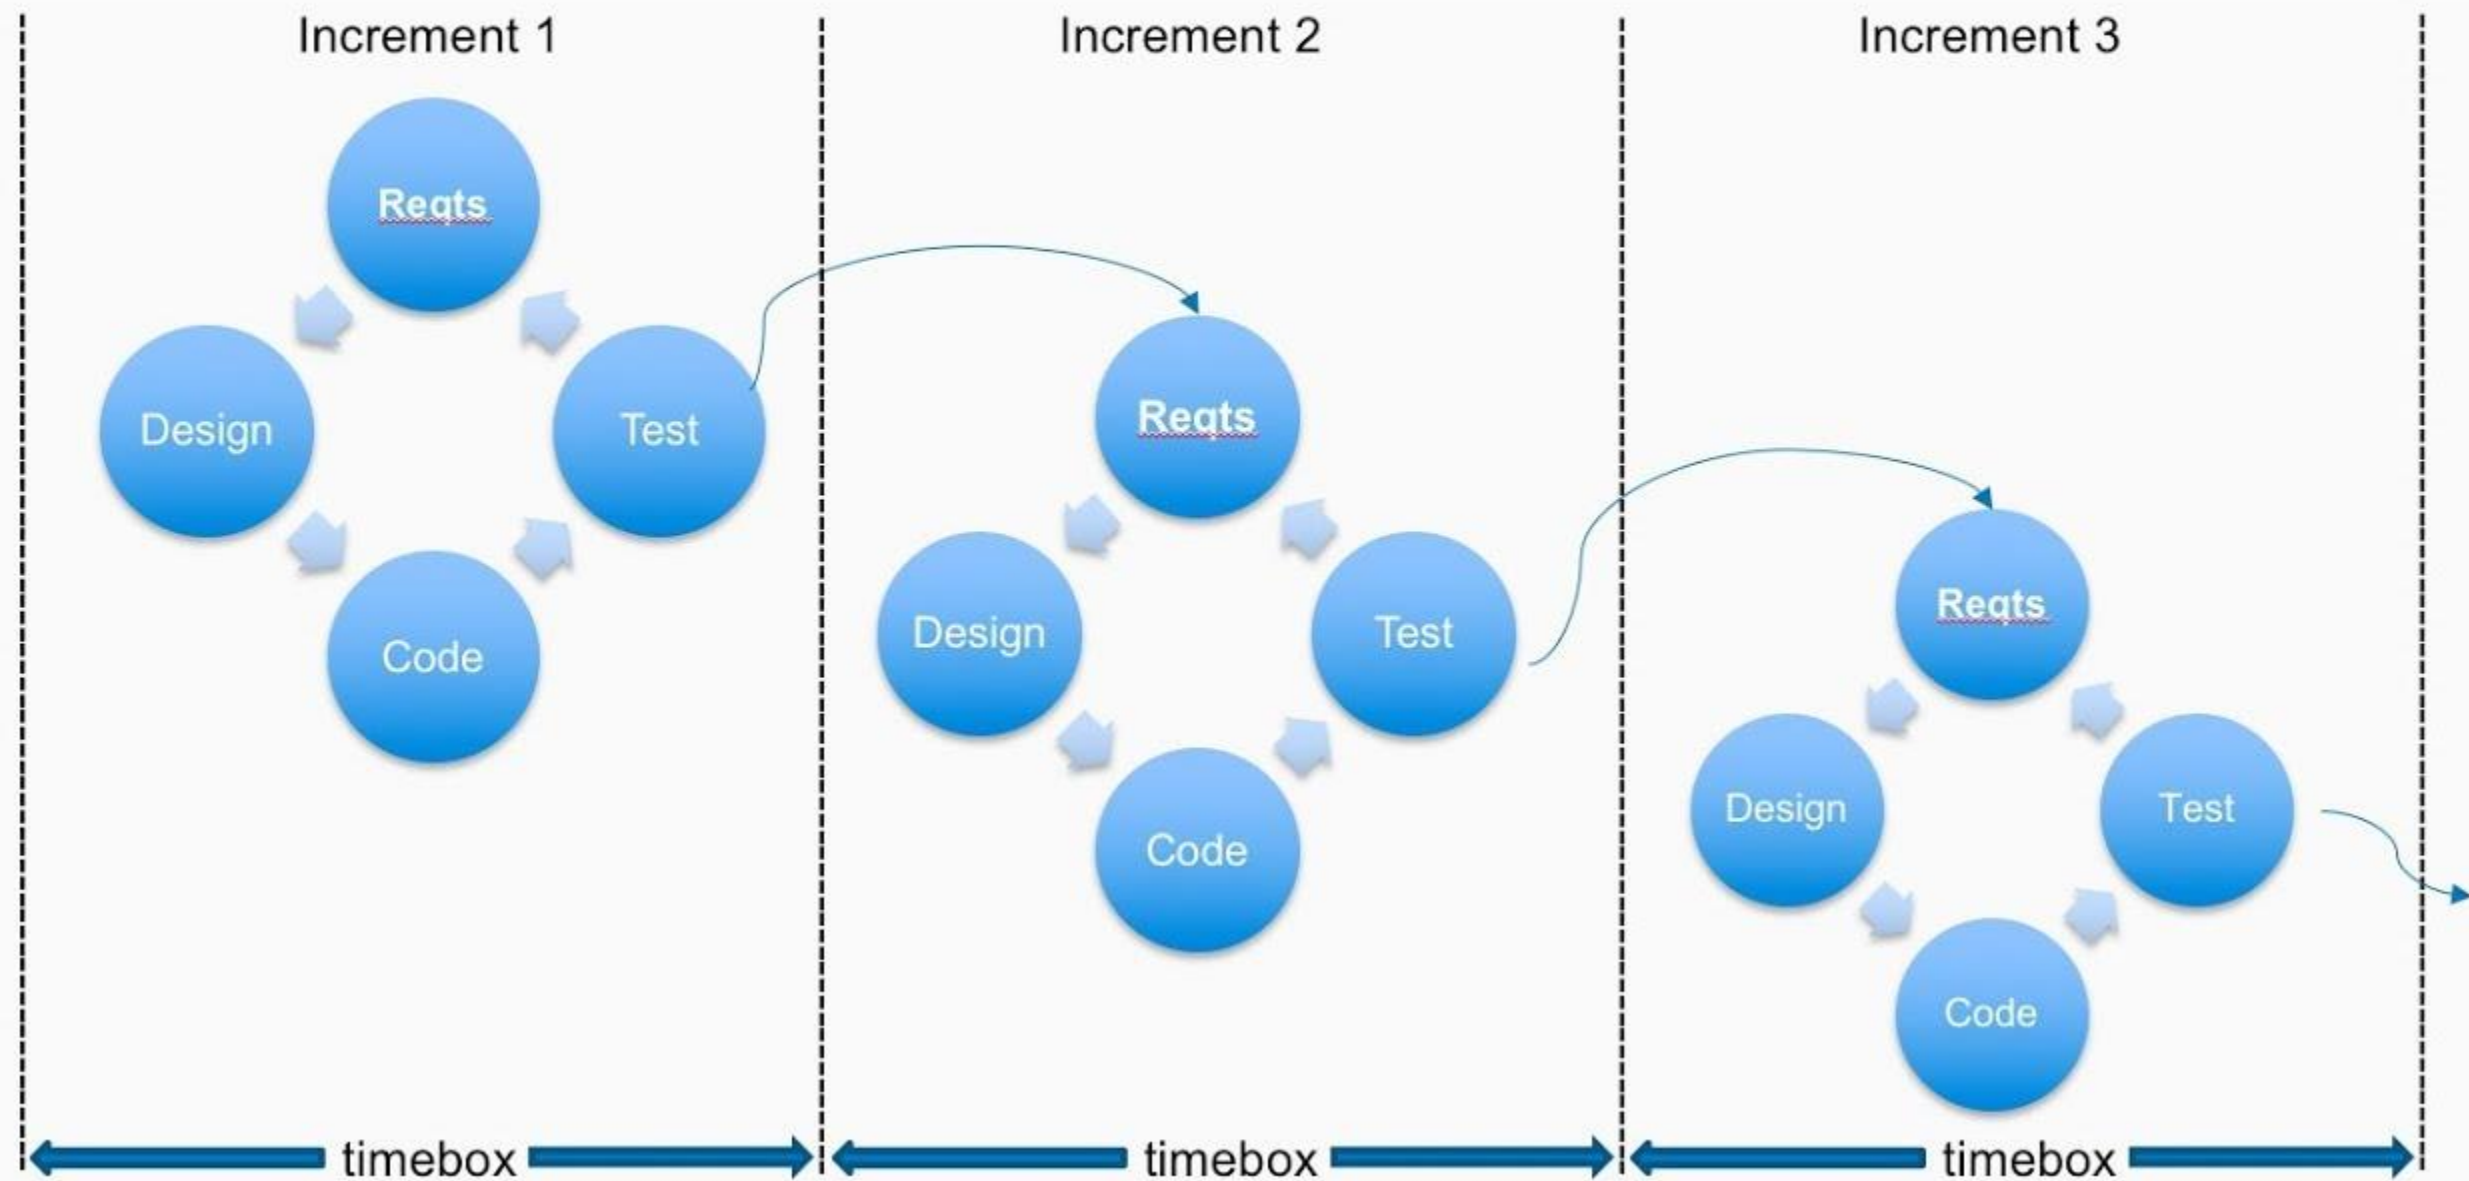 Increment 1
Reqts
Design
Test
Code
timebox
Increment 2
Reqts
Design
Test
Code
timebox
Increment 3
Reqts
Design
Test
Code
timebox